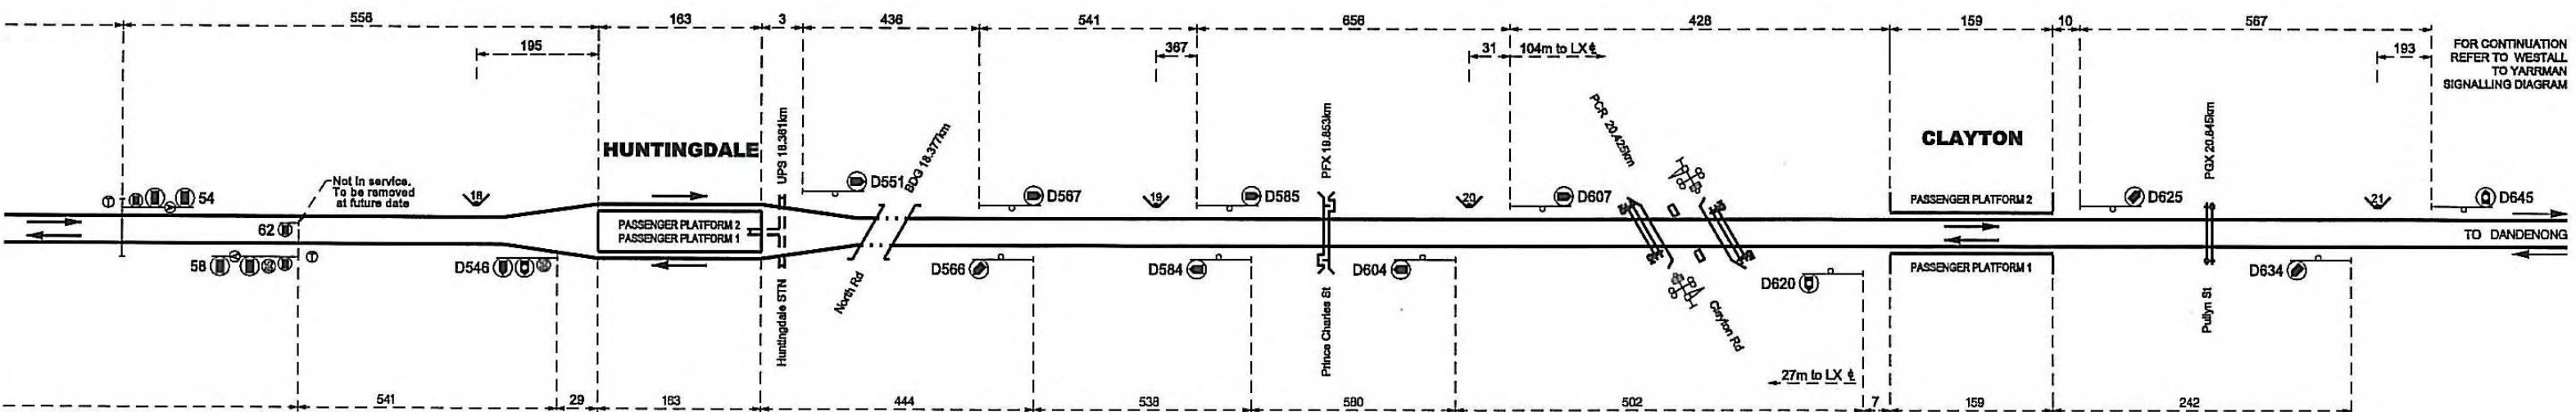 556
163
3
436
541
656
428
159
10
567
195
367
31
104m to LX ℄
193
FOR CONTINUATION
REFER TO WESTALL
TO YARRMAN
SIGNALLING DIAGRAM
HUNTINGDALE
UPS 18.361km
BDG 18.377km
PFX 19.853km
PCR 20.425km
CLAYTON
PGX 20.845km
Not in service.
To be removed
at future date
54
18
D551
D567
19
D585
20
D607
D625
21
D645
62
PASSENGER PLATFORM 2
PASSENGER PLATFORM 1
PASSENGER PLATFORM 2
TO DANDENONG
58
D546
D566
D584
D604
D620
PASSENGER PLATFORM 1
D634
Huntingdale STN
North Rd
Prince Charles St
Clayton Rd
Pullyn St
27m to LX ℄
541
29
163
444
538
580
502
7
159
242